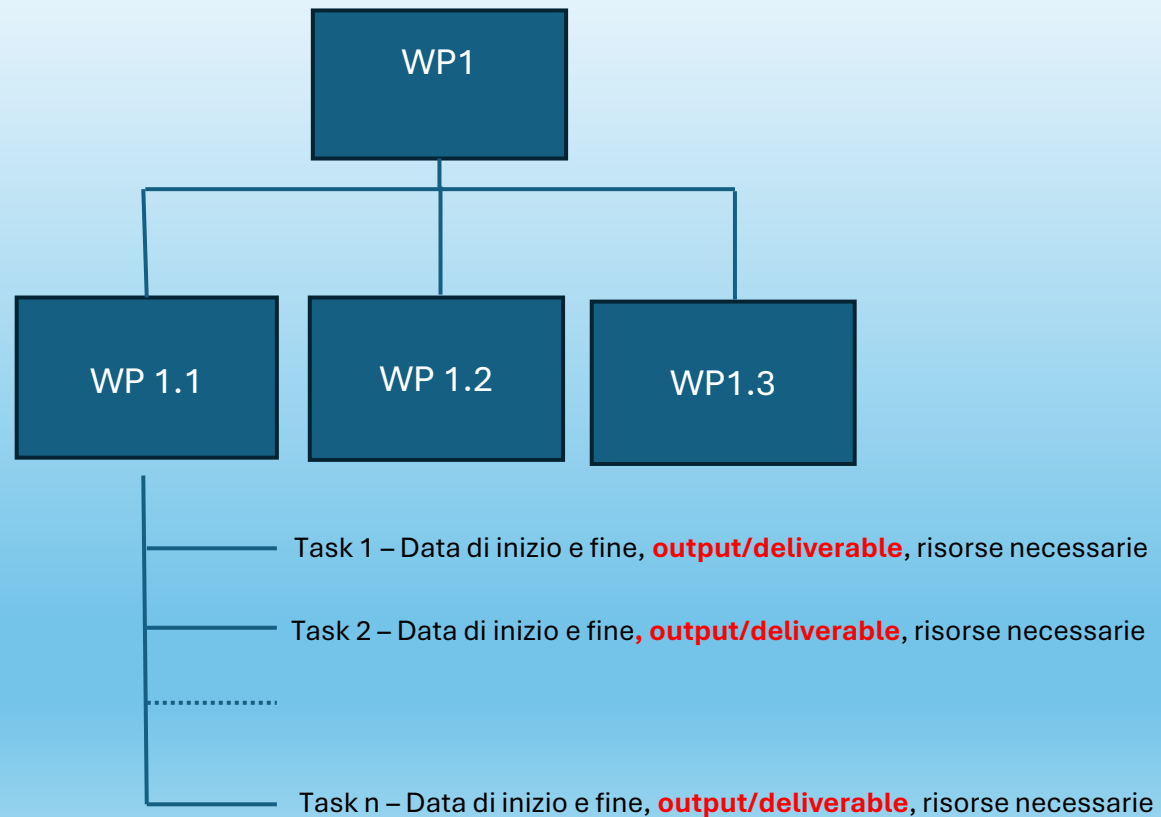 WP1
WP 1.1
WP 1.2
WP1.3
Task 1 – Data di inizio e fine, output/deliverable, risorse necessarie
Task 2 – Data di inizio e fine, output/deliverable, risorse necessarie
Task n – Data di inizio e fine, output/deliverable, risorse necessarie